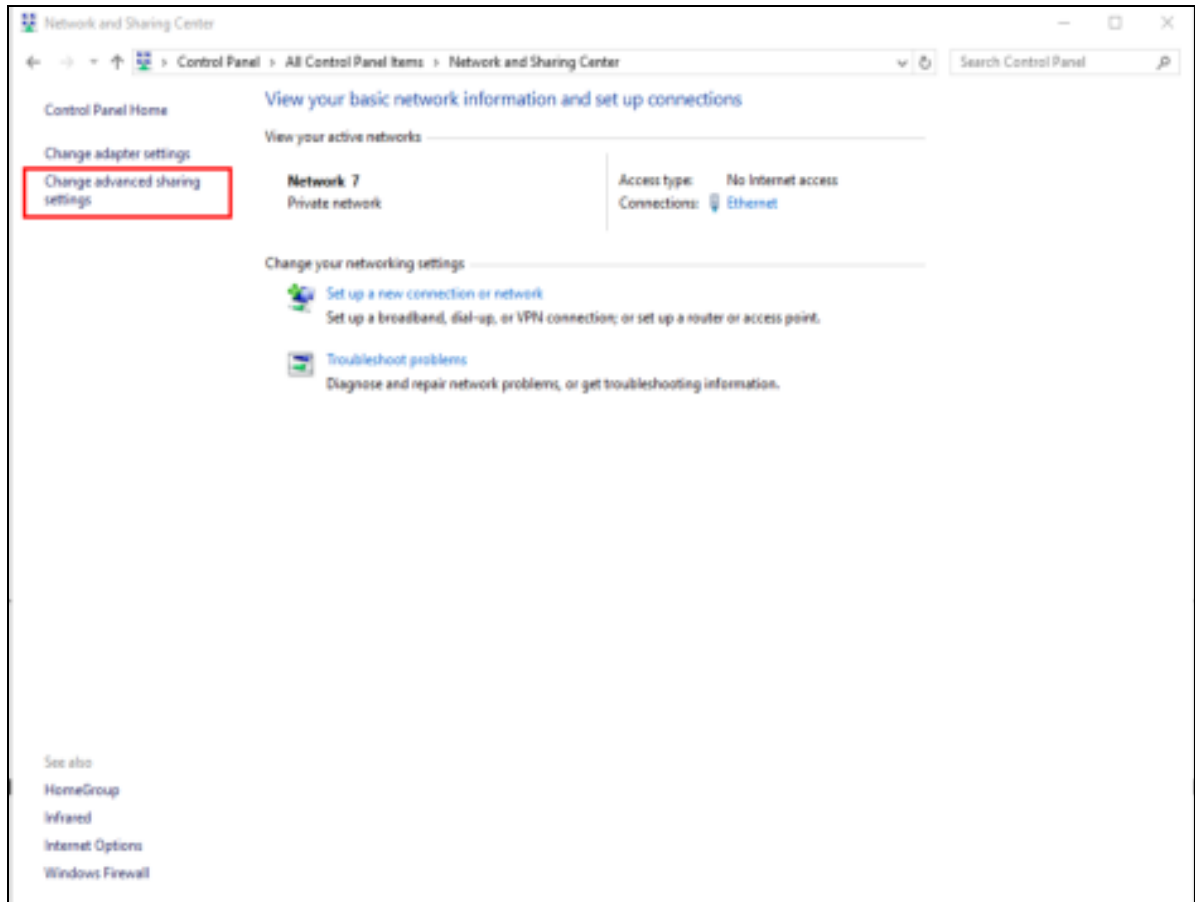 Network and Sharing Center
Control Panel > All Control Panel Items > Network and Sharing Center
Search Control Panel
Control Panel Home
Change adapter settings
Change advanced sharing
settings
View your basic network information and set up connections
View your active networks
Network 7
Private network
Access type: No Internet access
Connections: Ethernet
Change your networking settings
Set up a new connection or network
Set up a broadband, dial-up, or VPN connection; or set up a router or access point.
Troubleshoot problems
Diagnose and repair network problems, or get troubleshooting information.
See also
HomeGroup
Infrared
Internet Options
Windows Firewall